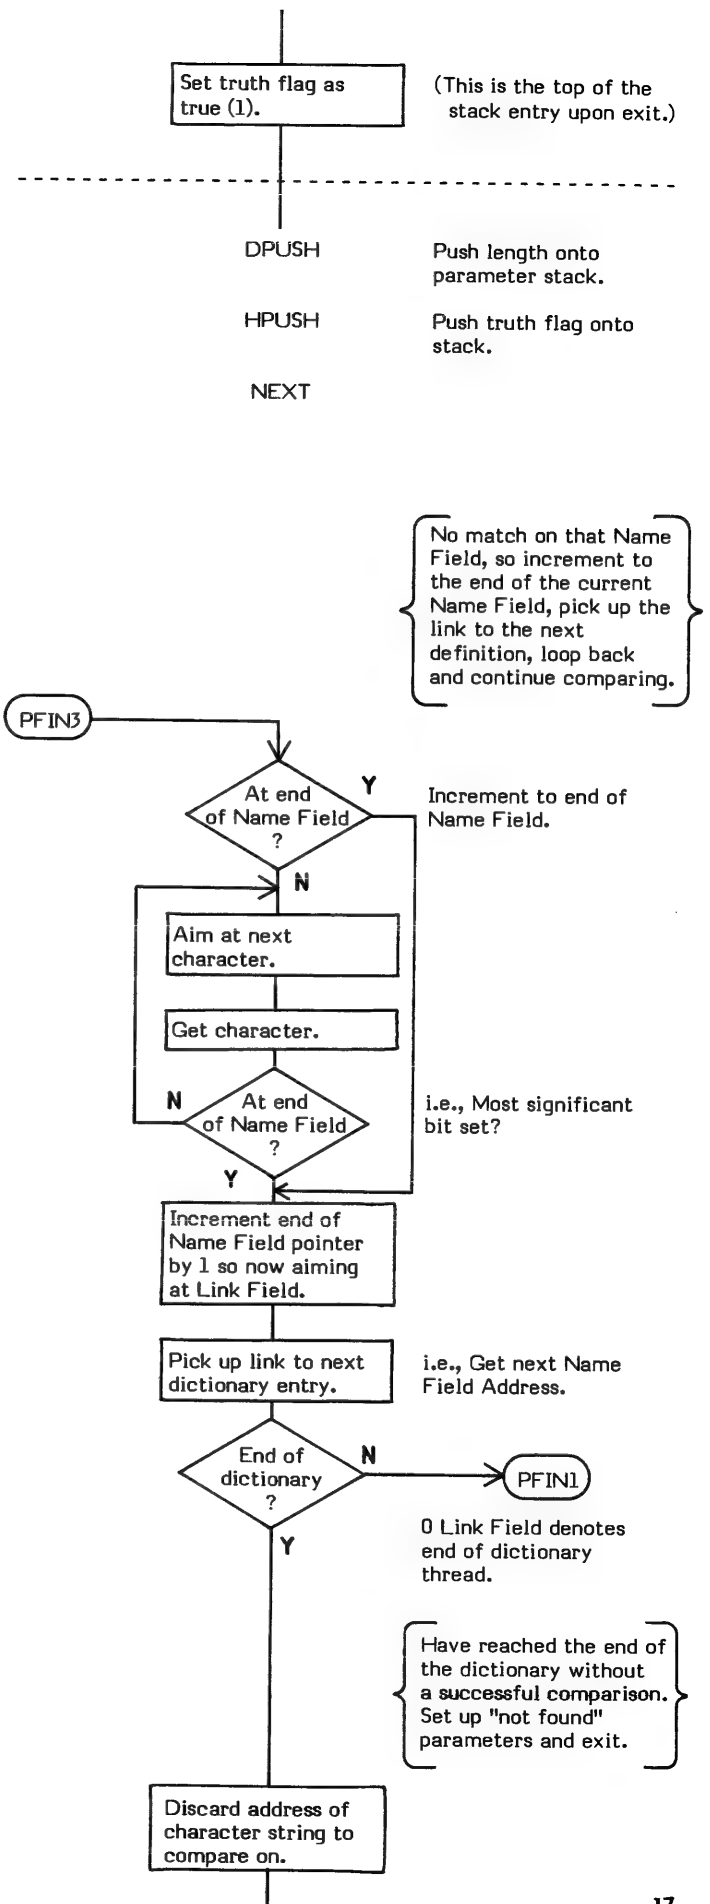 Set truth flag as
true (1).
(This is the top of the
stack entry upon exit.)
DPUSH
Push length onto
parameter stack.
HPUSH
Push truth flag onto
stack.
NEXT
No match on that Name
Field, so increment to
the end of the current
Name Field, pick up the
link to the next
definition, loop back
and continue comparing.
PFIN3
At end
of Name Field
?
Y
Increment to end of
Name Field.
N
Aim at next
character.
Get character.
N
At end
of Name Field
?
i.e., Most significant
bit set?
Y
Increment end of
Name Field pointer
by 1 so now aiming
at Link Field.
Pick up link to next
dictionary entry.
i.e., Get next Name
Field Address.
End of
dictionary
?
N
PFIN1
Y
0 Link Field denotes
end of dictionary
thread.
Have reached the end of
the dictionary without
a successful comparison.
Set up "not found"
parameters and exit.
Discard address of
character string to
compare on.